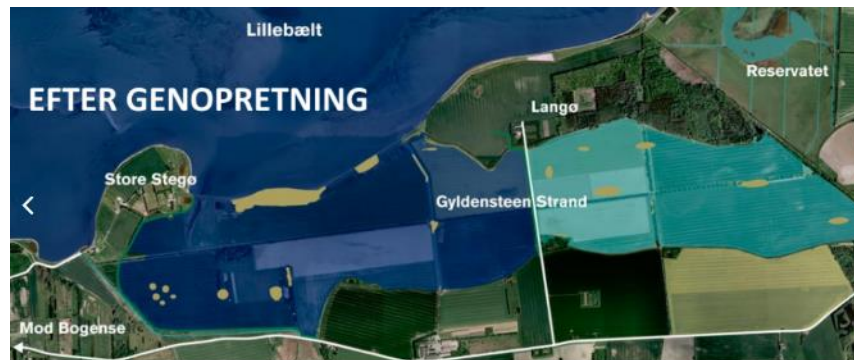 Lillebælt
Reservatet
EFTER GENOPRETNING
Langø
Store Stegø
Gyldensteen Strand
Mod Bogense